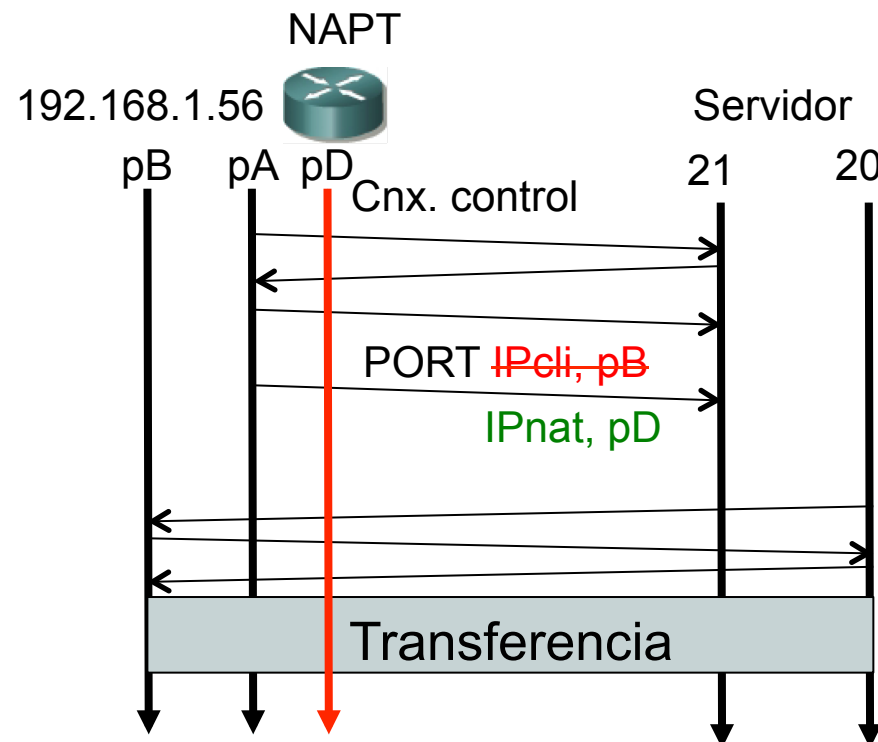 NAPT
192.168.1.56
Servidor
pB pA pD 21 20
Cnx. control
PORT IPcli, pB
IPnat, pD
Transferencia